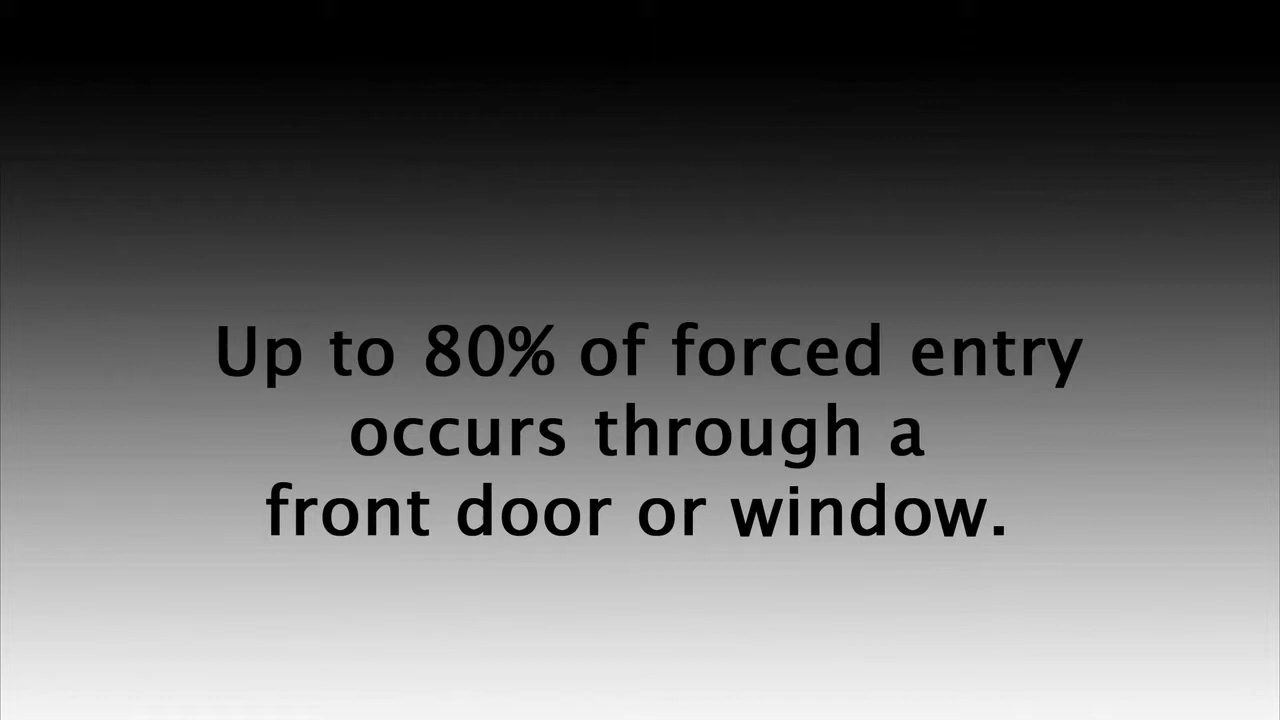 Up to 80% of forced entry
occurs through a
front door or window.